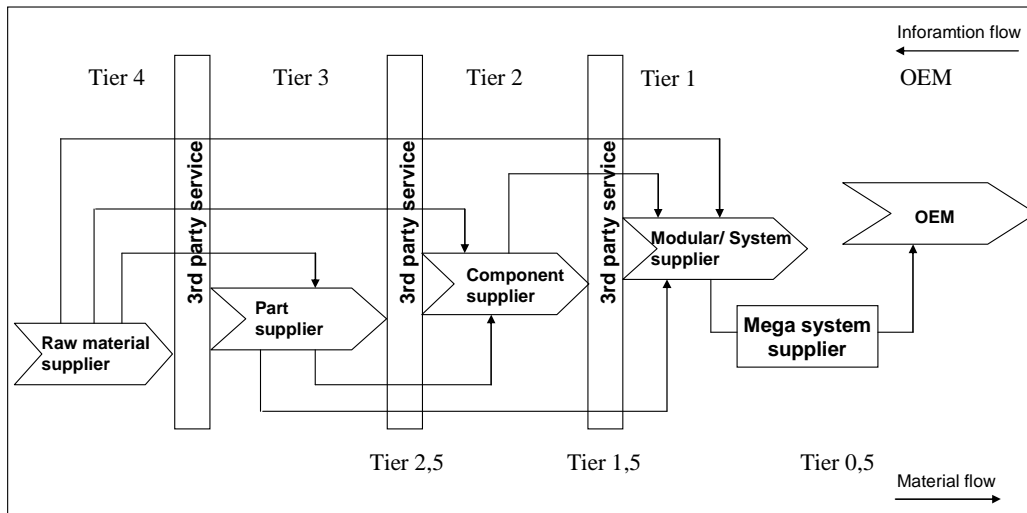 Inforamtion flow
Tier 4
Tier 3
Tier 2
Tier 1
OEM
3rd party service
3rd party service
3rd party service
OEM
Modular/ System
supplier
Component
supplier
Part
supplier
Raw material
supplier
Mega system
supplier
Tier 2,5
Tier 1,5
Tier 0,5
Material flow